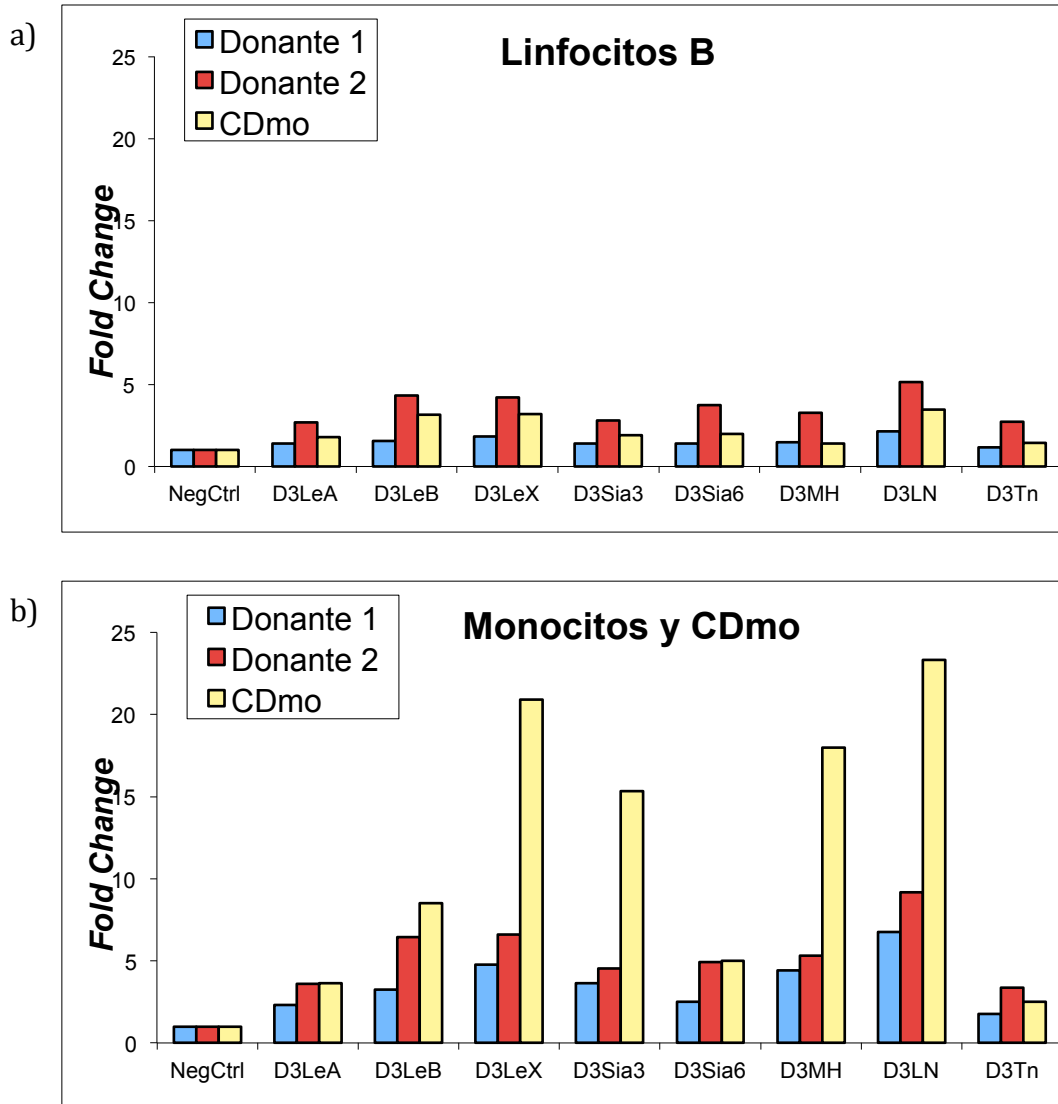 a)
Linfocitos B
Donante 1
Donante 2
CDmo
Fold Change
25
20
15
10
5
0
NegCtrl D3LeA D3LeB D3LeX D3Sia3 D3Sia6 D3MH D3LN D3Tn
b)
Monocitos y CDmo
Donante 1
Donante 2
CDmo
Fold Change
25
20
15
10
5
0
NegCtrl D3LeA D3LeB D3LeX D3Sia3 D3Sia6 D3MH D3LN D3Tn